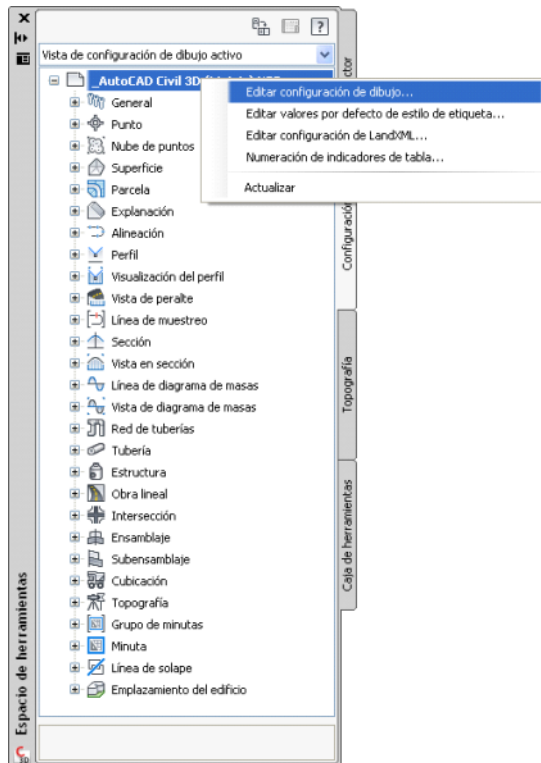 Vista de configuración de dibujo activo
_AutoCAD Civil 3D
Editar configuración de dibujo...
Editar valores por defecto de estilo de etiqueta...
Editar configuración de LandXML...
Numeración de indicadores de tabla...
Actualizar
General
Punto
Nube de puntos
Superficie
Parcela
Explanación
Alineación
Perfil
Visualización del perfil
Vista de peralte
Línea de muestreo
Sección
Vista en sección
Línea de diagrama de masas
Vista de diagrama de masas
Red de tuberías
Tubería
Estructura
Obra lineal
Intersección
Ensamblaje
Subensamblaje
Cubicación
Topografía
Grupo de minutas
Minuta
Línea de solape
Emplazamiento del edificio
Configuración
Topografía
Caja de herramientas
Espacio de herramientas